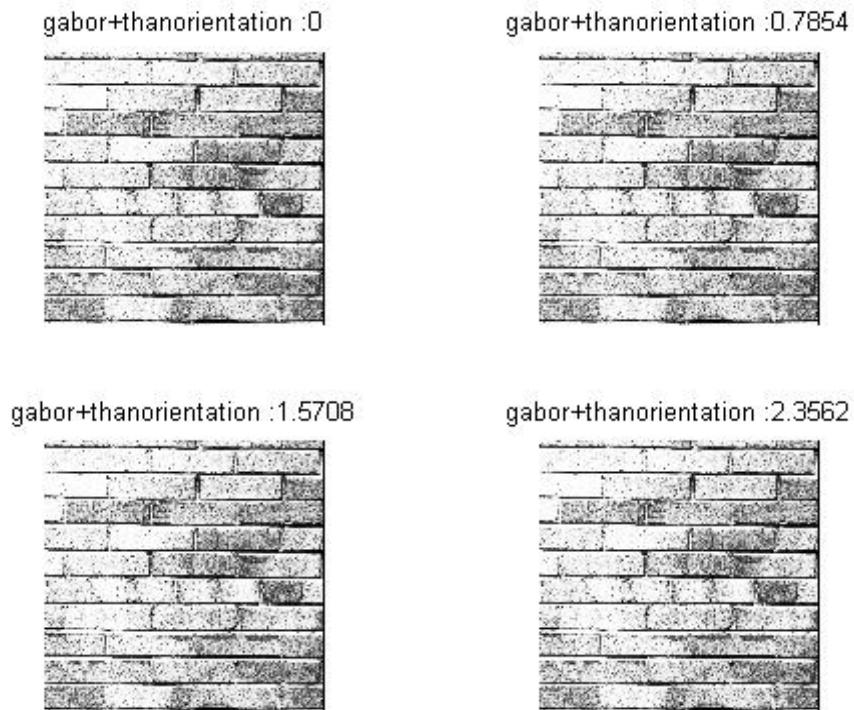 gabor+thanorientation :0
gabor+thanorientation :0.7854
gabor+thanorientation :1.5708
gabor+thanorientation :2.3562